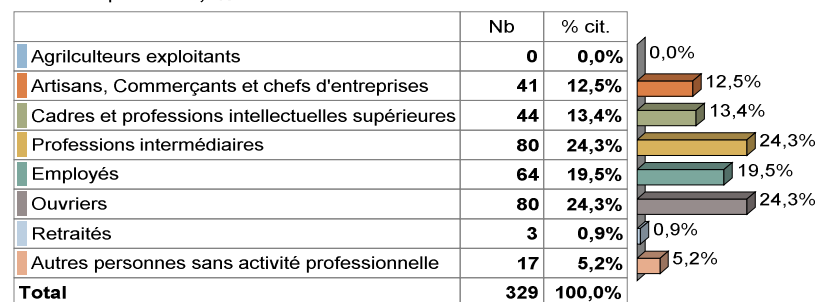 Nb % cit.
Agrilculteurs exploitants 0 0,0% 0,0%
Artisans, Commerçants et chefs d'entreprises 41 12,5% 12,5%
Cadres et professions intellectuelles supérieures 44 13,4% 13,4%
Professions intermédiaires 80 24,3% 24,3%
Employés 64 19,5% 19,5%
Ouvriers 80 24,3% 24,3%
Retraités 3 0,9% 0,9%
Autres personnes sans activité professionnelle 17 5,2% 5,2%
Total 329 100,0%